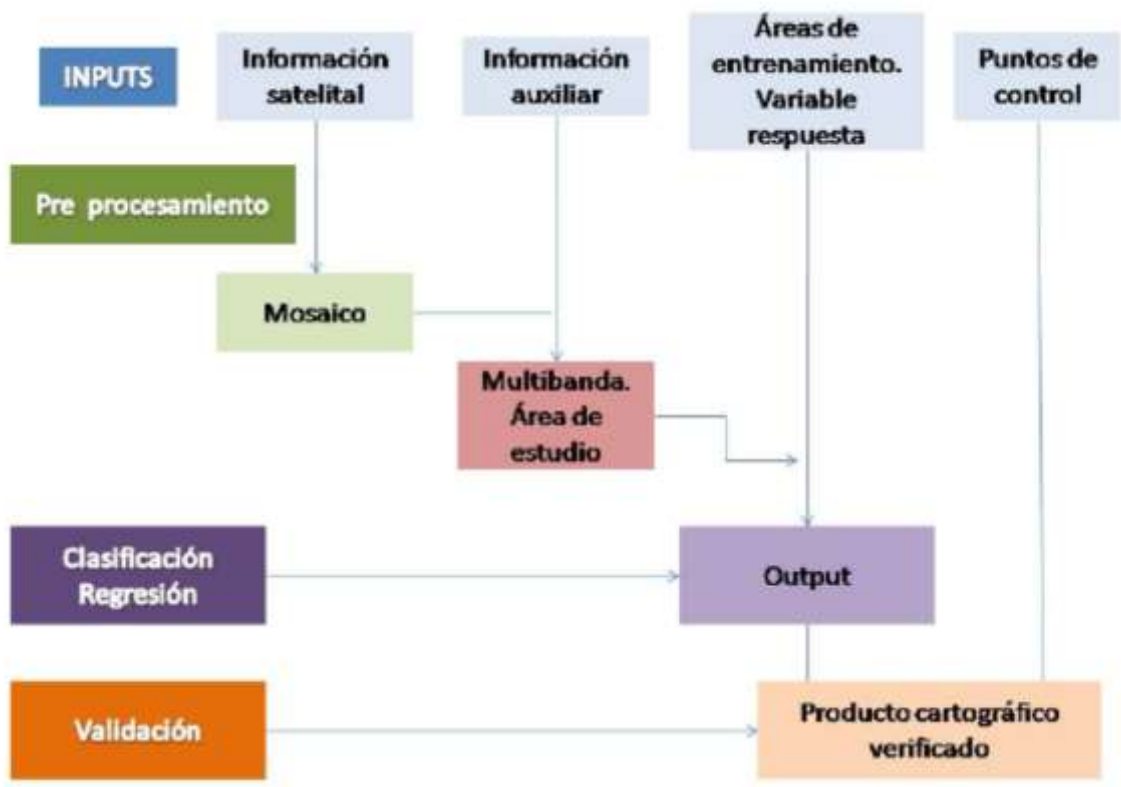 INPUTS
Información
satelital
Información
auxiliar
Áreas de
entrenamiento.
Variable
respuesta
Puntos de
control
Pre procesamiento
Mosaico
Multibanda.
Área de
estudio
Clasificación
Regresión
Output
Validación
Producto cartográfico
verificado